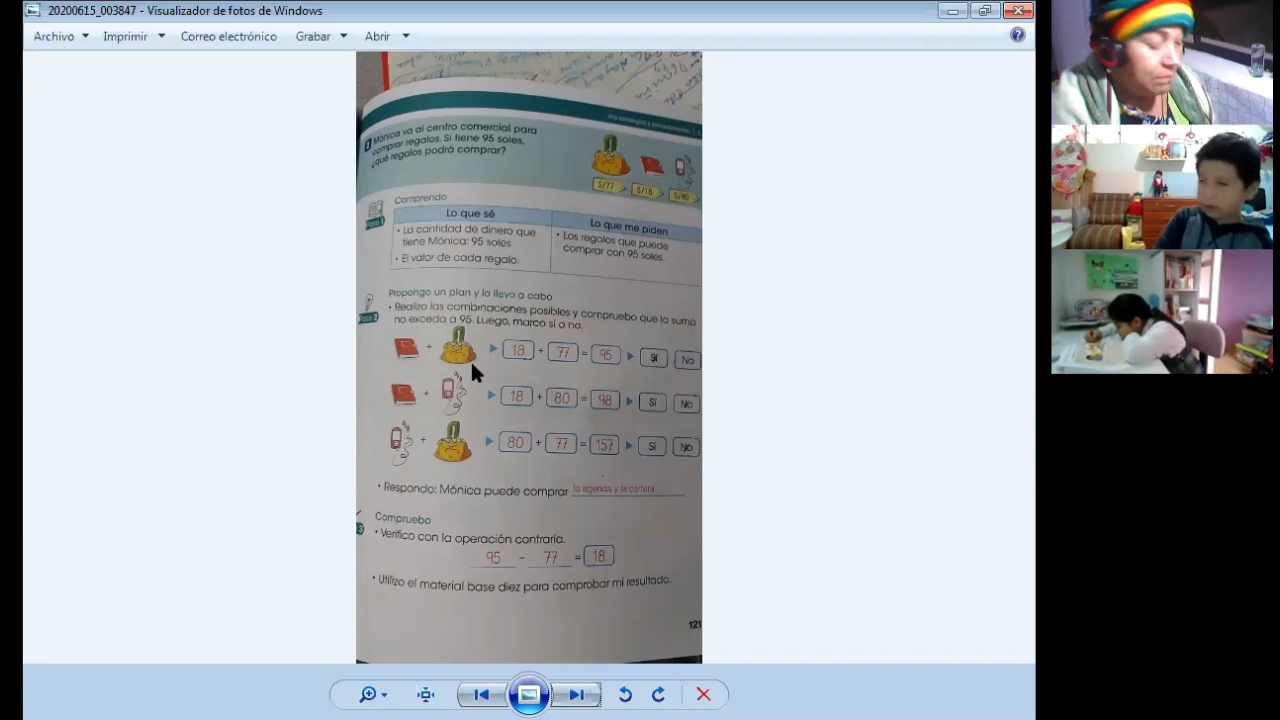 20200615_003847 - Visualizador de fotos de Windows
Archivo Imprimir Correo electrónico Grabar Abrir
Mónica va al centro comercial para
comprar regalos. Si tiene 95 soles,
¿qué regalos podrá comprar?
S/77 S/18 S/80
Paso 1
Comprendo
Lo que sé
• La cantidad de dinero que
tiene Mónica: 95 soles
• El valor de cada regalo.
Lo que me piden
• Los regalos que puede
comprar con 95 soles.
Paso 2
Propongo un plan y lo llevo a cabo
• Realizo las combinaciones posibles y compruebo que la suma
no exceda a 95. Luego, marco sí o no.
+ 18 + 77 = 95 Sí No
+ 18 + 80 = 98 Sí No
+ 80 + 77 = 157 Sí No
• Respondo: Mónica puede comprar la agenda y la cartera
3
Compruebo
• Verifico con la operación contraria.
95 - 77 = 18
• Utilizo el material base diez para comprobar mi resultado.
121